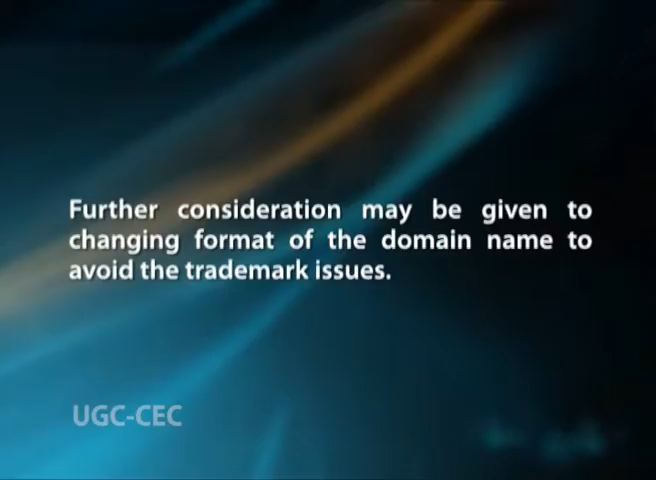 Further consideration may be given to
changing format of the domain name to
avoid the trademark issues.
UGC-CEC